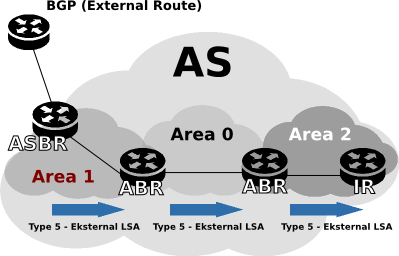 BGP (External Route)
AS
ASBR
Area 0
Area 2
Area 1
ABR
ABR
IR
Type 5 - Eksternal LSA
Type 5 - Eksternal LSA
Type 5 - Eksternal LSA